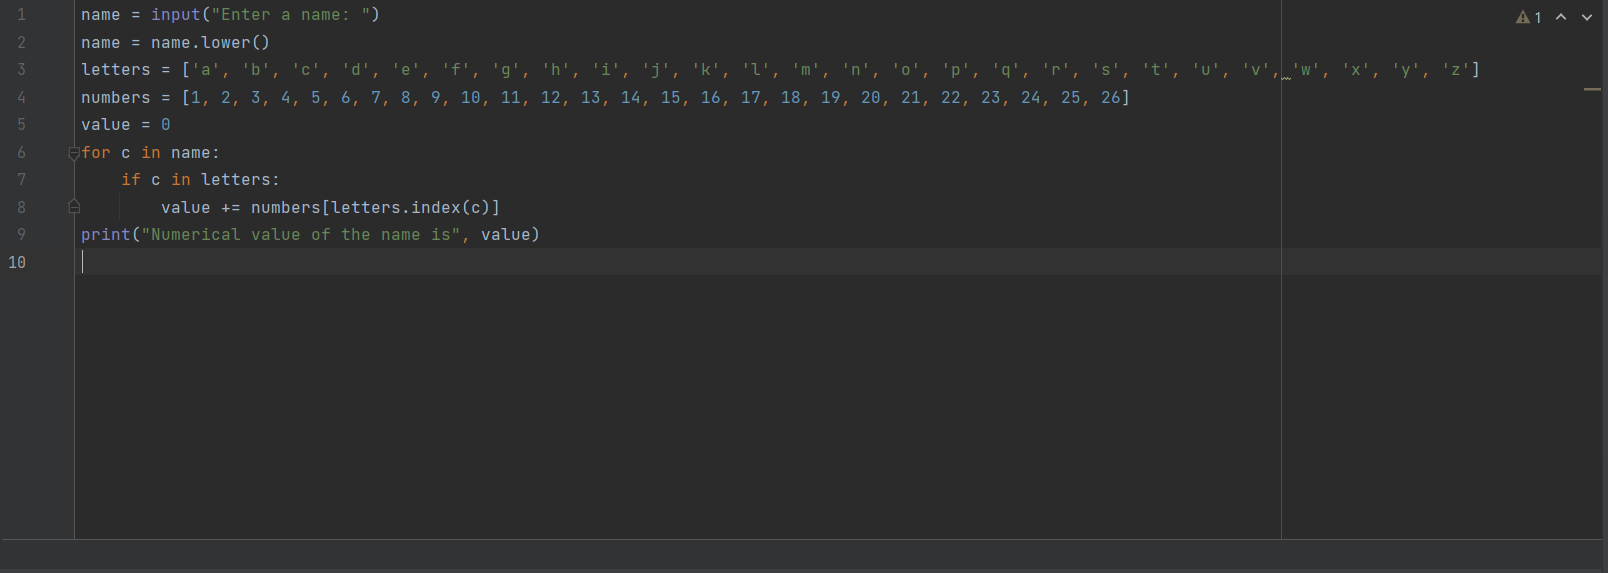 1 name = input("Enter a name: ")
2 name = name.lower()
3 letters = ['a', 'b', 'c', 'd', 'e', 'f', 'g', 'h', 'i', 'j', 'k', 'l', 'm', 'n', 'o', 'p', 'q', 'r', 's', 't', 'u', 'v', 'w', 'x', 'y', 'z']
4 numbers = [1, 2, 3, 4, 5, 6, 7, 8, 9, 10, 11, 12, 13, 14, 15, 16, 17, 18, 19, 20, 21, 22, 23, 24, 25, 26]
5 value = 0
6 for c in name:
7     if c in letters:
8         value += numbers[letters.index(c)]
9 print("Numerical value of the name is", value)
10
1